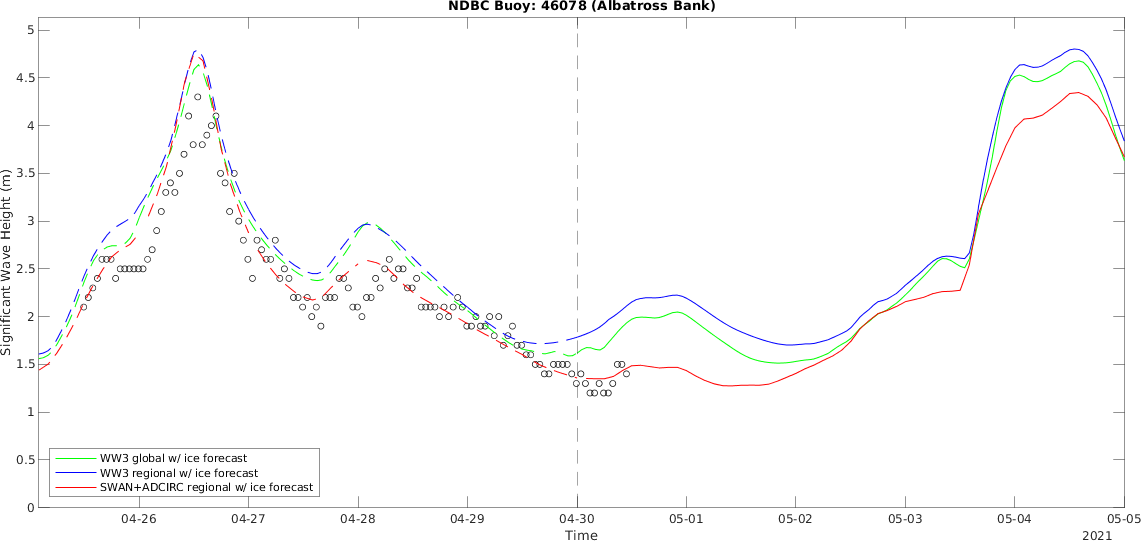 NDBC Buoy: 46078 (Albatross Bank)
5
4.5
4
3.5
3
2.5
2
1.5
1
0.5
0
Significant Wave Height (m)
WW3 global w/ ice forecast
WW3 regional w/ ice forecast
SWAN+ADCIRC regional w/ ice forecast
04-26 04-27 04-28 04-29 04-30 05-01 05-02 05-03 05-04 05-05
Time
2021